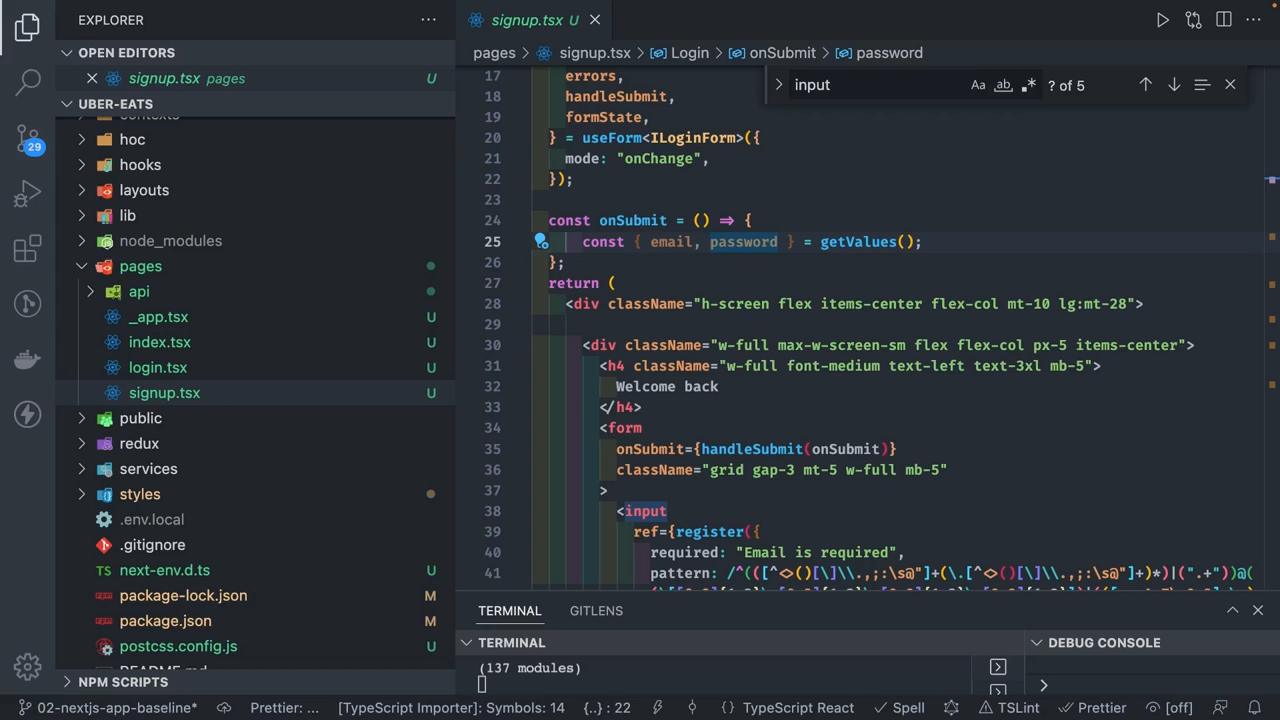 EXPLORER
OPEN EDITORS
signup.tsx pages U
UBER-EATS
contexts
hoc
hooks
layouts
lib
node_modules
pages
api
_app.tsx U
index.tsx U
login.tsx U
signup.tsx U
public
redux
services
styles
.env.local
.gitignore
next-env.d.ts U
package-lock.json M
package.json M
postcss.config.js U
README.md
NPM SCRIPTS
29
signup.tsx U
pages > signup.tsx > Login > onSubmit > password
input Aa ab ? of 5
17 errors,
18 handleSubmit,
19 formState,
20 } = useForm<ILoginForm>({
21 mode: "onChange",
22 });
23
24 const onSubmit = () => {
25 const { email, password } = getValues();
26 };
27 return (
28 <div className="h-screen flex items-center flex-col mt-10 lg:mt-28">
29
30 <div className="w-full max-w-screen-sm flex flex-col px-5 items-center">
31 <h4 className="w-full font-medium text-left text-3xl mb-5">
32 Welcome back
33 </h4>
34 <form
35 onSubmit={handleSubmit(onSubmit)}
36 className="grid gap-3 mt-5 w-full mb-5"
37 >
38 <input
39 ref={register({
40 required: "Email is required",
41 pattern: /^(([^<>()[\]\\.,;:\s@"]+(\.[^<>()[\]\\.,;:\s@"]+)*)|(".+"))@(
TERMINAL GITLENS
TERMINAL
(137 modules)
DEBUG CONSOLE
02-nextjs-app-baseline* Prettier: ... [TypeScript Importer]: Symbols: 14 {..} : 22 {} TypeScript React Spell TSLint Prettier [off]